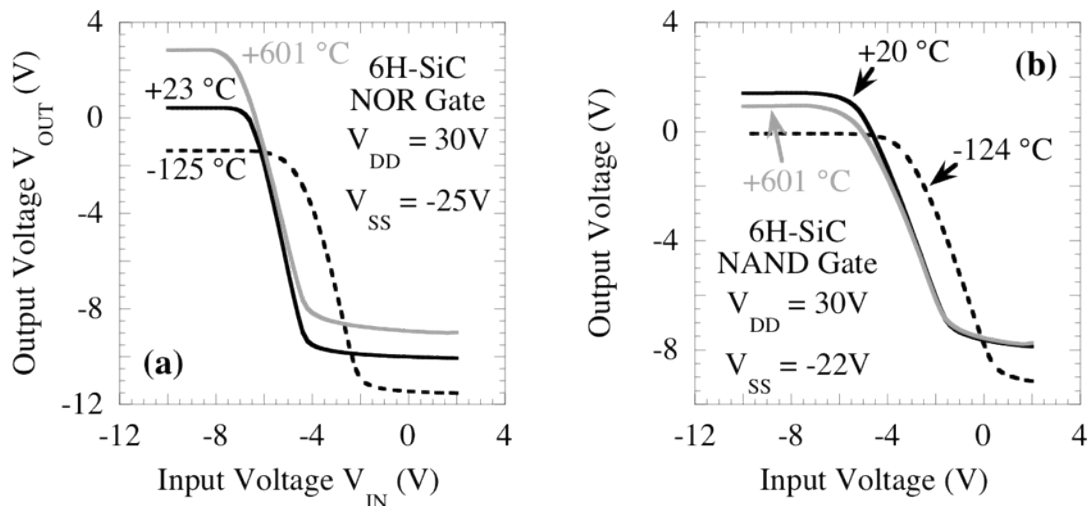 Output Voltage V_OUT (V)
4
0
-4
-8
-12
+601 °C
+23 °C
-125 °C
6H-SiC
NOR Gate
V_DD = 30V
V_SS = -25V
(a)
-12 -8 -4 0 4
Input Voltage V_IN (V)
Output Voltage (V)
4
0
-4
-8
+20 °C
(b)
-124 °C
+601 °C
6H-SiC
NAND Gate
V_DD = 30V
V_SS = -22V
-12 -8 -4 0 4
Input Voltage (V)